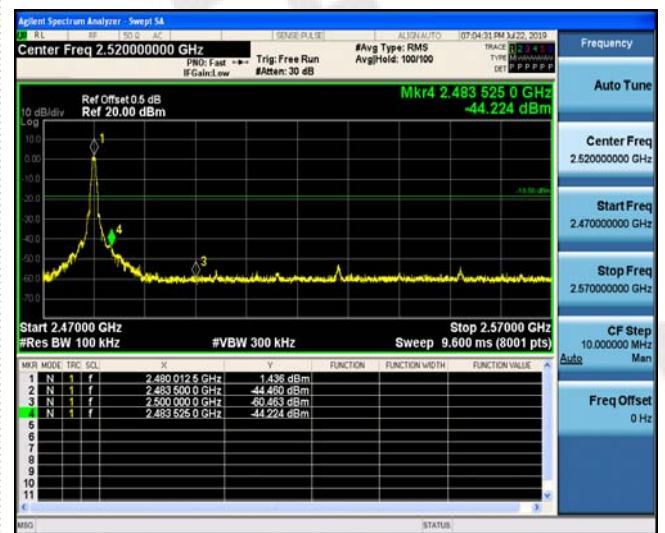 Agilent Spectrum Analyzer - Swept SA
RL RF 50 Ω AC SENSE:PULSE ALIGN AUTO 07:04:31 PM Jul 22, 2019
Center Freq 2.520000000 GHz
PNO: Fast
IFGain:Low
Trig: Free Run
#Atten: 30 dB
#Avg Type: RMS
Avg|Hold: 100/100
TRACE 1 2 3 4 5 6
TYPE M
DET P P P P P P
Ref Offset 0.5 dB
10 dB/div Ref 20.00 dBm
Log
Mkr4 2.483 525 0 GHz
-44.224 dBm
10.0
0.00
-10.0
-20.0
-30.0
-40.0
-50.0
-60.0
-70.0
1
4
3
Start 2.47000 GHz Stop 2.57000 GHz
#Res BW 100 kHz #VBW 300 kHz Sweep 9.600 ms (8001 pts)
MKR MODE TRC SCL X Y FUNCTION FUNCTION WIDTH FUNCTION VALUE
1 N 1 f 2.480 012 5 GHz 1.436 dBm
2 N 1 f 2.483 500 0 GHz -44.460 dBm
3 N 1 f 2.500 000 0 GHz -60.463 dBm
4 N 1 f 2.483 525 0 GHz -44.224 dBm
5
6
7
8
9
10
11
MSG STATUS
Frequency
Auto Tune
Center Freq
2.520000000 GHz
Start Freq
2.470000000 GHz
Stop Freq
2.570000000 GHz
CF Step
10.000000 MHz
Auto Man
Freq Offset
0 Hz